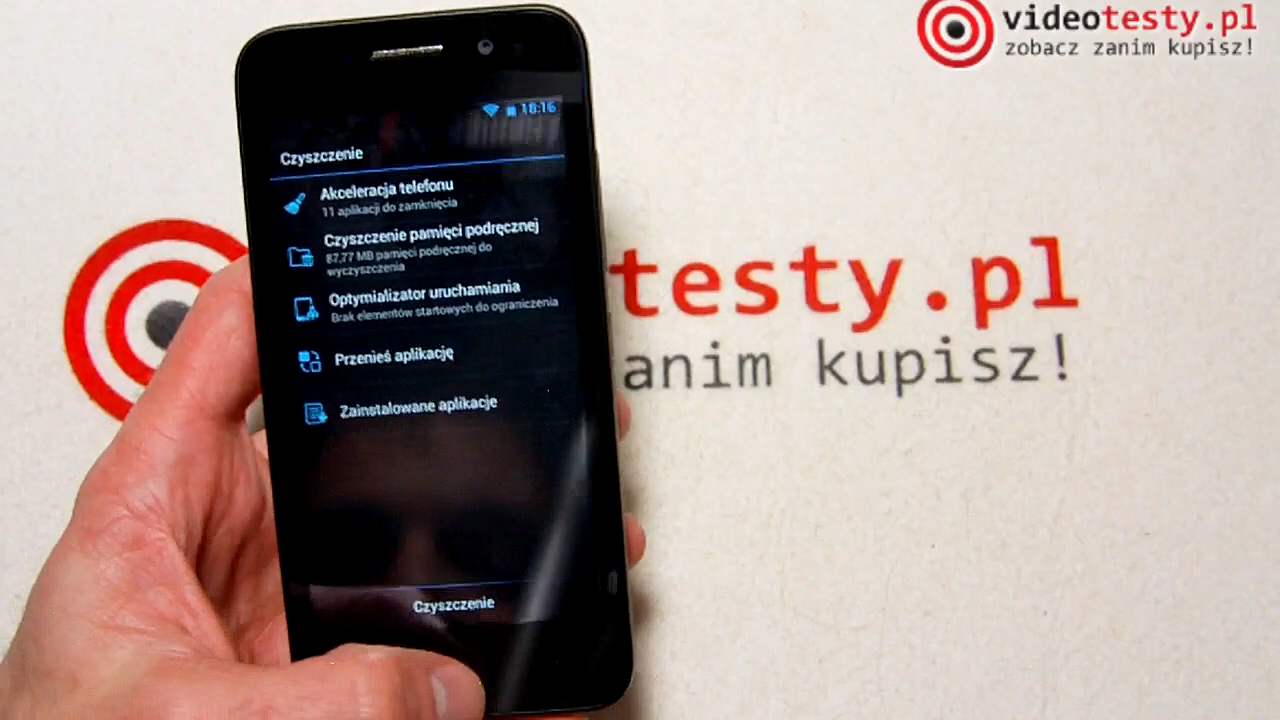 videotesty.pl
zobacz zanim kupisz!
18:16
Czyszczenie
Akceleracja telefonu
11 aplikacji do zamknięcia
Czyszczenie pamięci podręcznej
87,77 MB pamięci podręcznej do
wyczyszczenia
Optymializator uruchamiania
Brak elementów startowych do ograniczenia
Przenieś aplikację
Zainstalowane aplikacje
Czyszczenie
testy.pl
zanim kupisz!